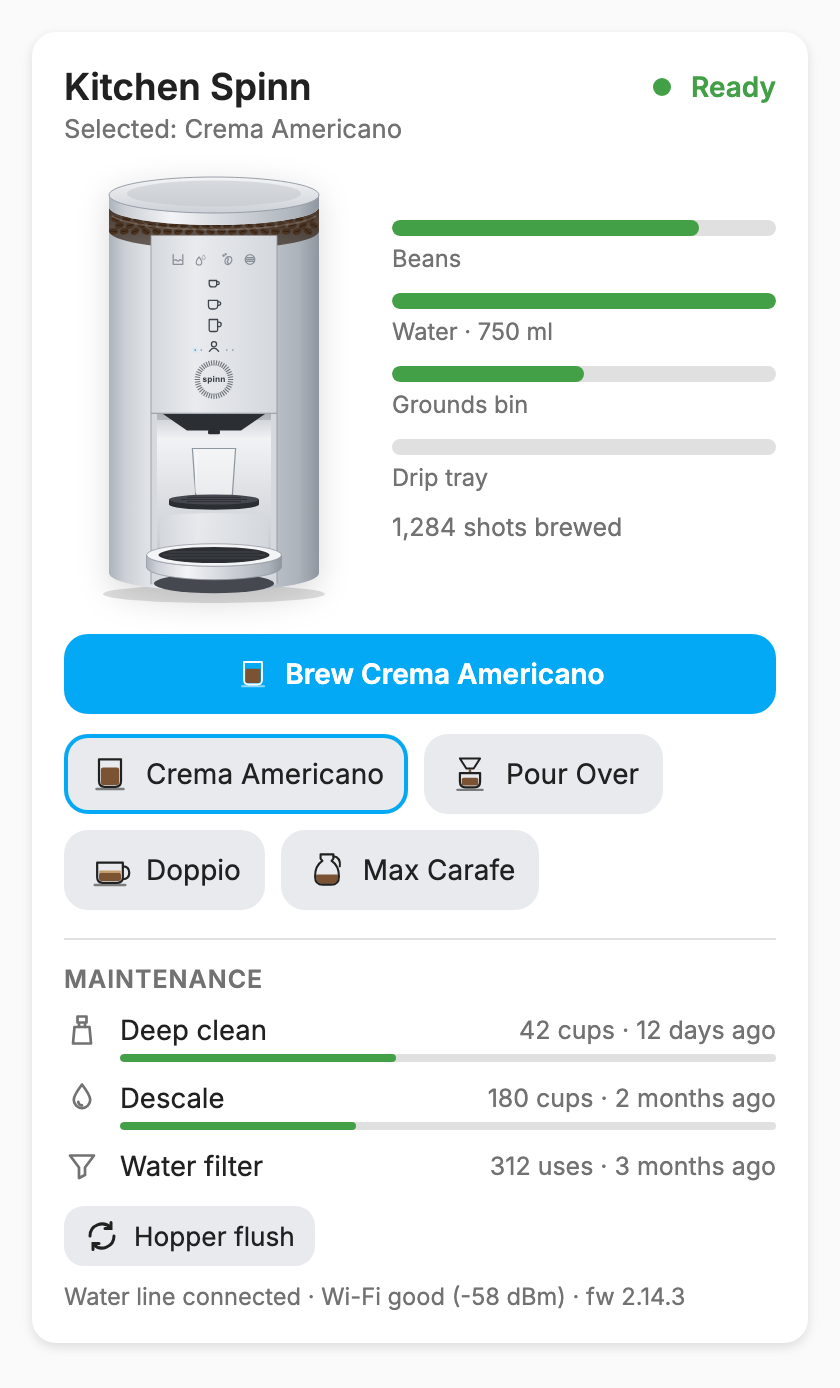 Kitchen Spinn
Ready
Selected: Crema Americano
Beans
Water · 750 ml
Grounds bin
Drip tray
1,284 shots brewed
spinn
Brew Crema Americano
Crema Americano
Pour Over
Doppio
Max Carafe
MAINTENANCE
Deep clean
42 cups · 12 days ago
Descale
180 cups · 2 months ago
Water filter
312 uses · 3 months ago
Hopper flush
Water line connected · Wi-Fi good (-58 dBm) · fw 2.14.3